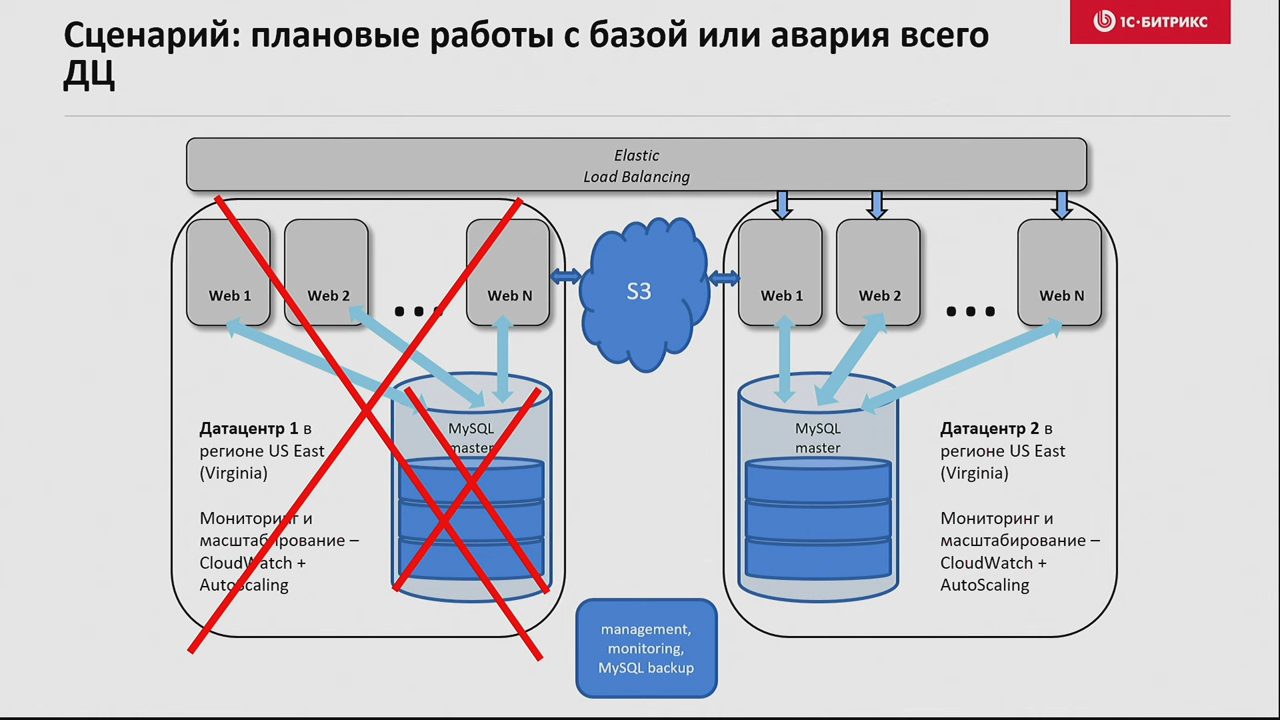 Сценарий: плановые работы с базой или авария всего
ДЦ
1С·БИТРИКС
Elastic
Load Balancing
Web 1
Web 2
...
Web N
S3
Web 1
Web 2
...
Web N
MySQL
master
Датацентр 1 в
регионе US East
(Virginia)
Мониторинг и
масштабирование –
CloudWatch +
AutoScaling
MySQL
master
Датацентр 2 в
регионе US East
(Virginia)
Мониторинг и
масштабирование –
CloudWatch +
AutoScaling
management,
monitoring,
MySQL backup